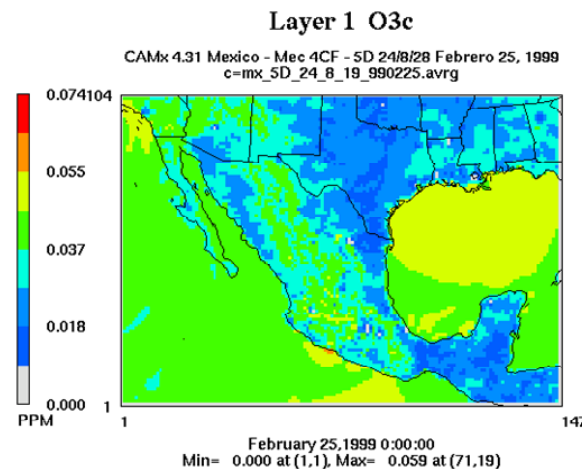 Layer 1 O3c
CAMx 4.31 Mexico - Mec 4CF - 5D 24/8/28 Febrero 25, 1999
c=mx_5D_24_8_19_990225.avrg
0.074104
0.055
0.037
0.018
0.000
PPM
1
1
147
February 25,1999 0:00:00
Min= 0.000 at (1,1), Max= 0.059 at (71,19)